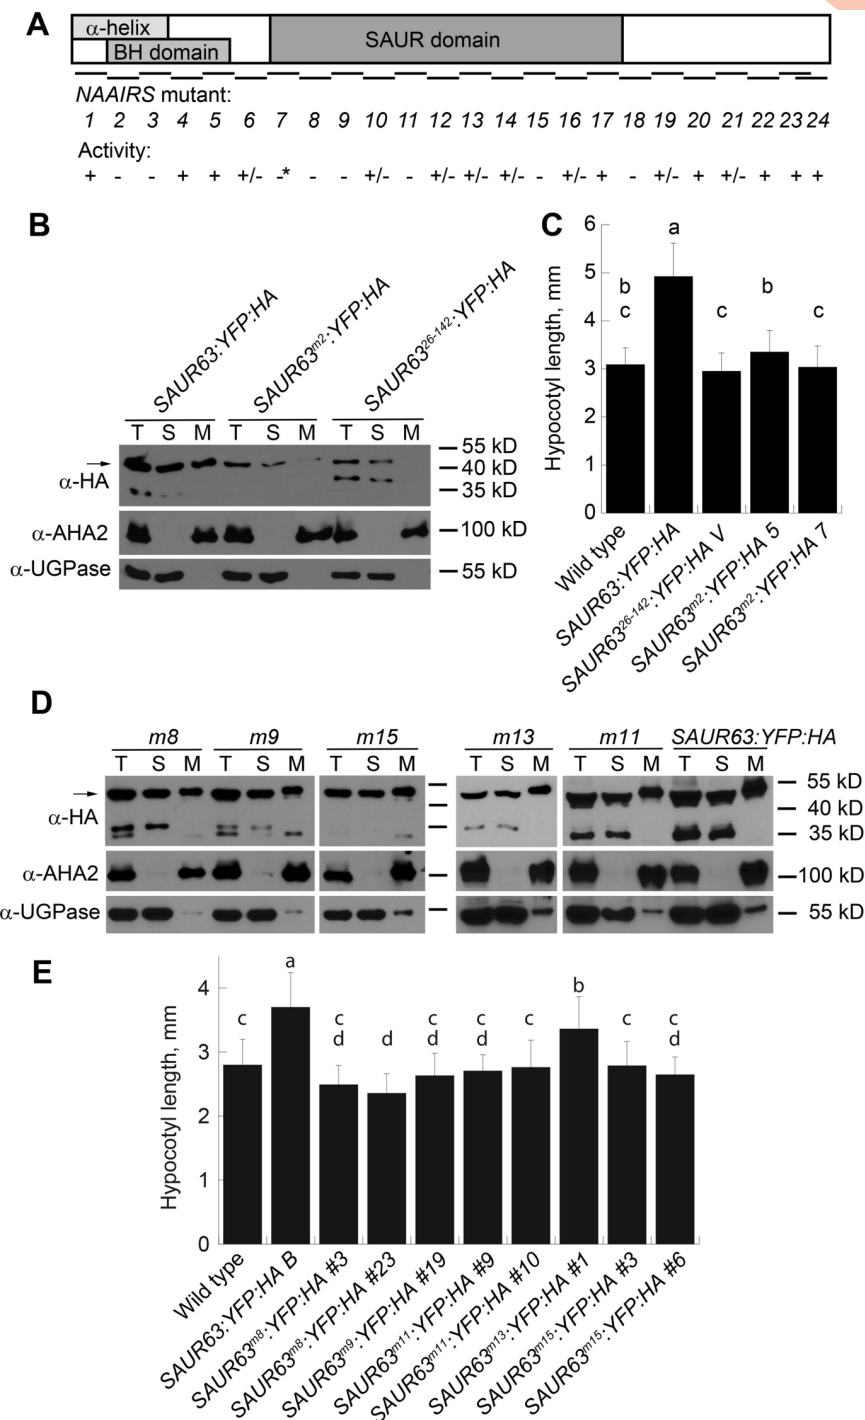 A
α-helix
BH domain
SAUR domain
NAAIRS mutant:
1 2 3 4 5 6 7 8 9 10 11 12 13 14 15 16 17 18 19 20 21 22 23 24
Activity:
+ - - + + +/- -* - - +/- - +/- +/- +/- - +/- + - +/- + +/- + + +
B
SAUR63:YFP:HA
SAUR63m2:YFP:HA
SAUR6326-142:YFP:HA
T S M T S M T S M
α-HA
55 kD
40 kD
35 kD
α-AHA2
100 kD
α-UGPase
55 kD
C
Hypocotyl length, mm
6
5
4
3
2
1
0
b
c
a
c
b
c
Wild type
SAUR63:YFP:HA
SAUR6326-142:YFP:HA V
SAUR63m2:YFP:HA 5
SAUR63m2:YFP:HA 7
D
m8 m9 m15 m13 m11 SAUR63:YFP:HA
T S M T S M T S M T S M T S M T S M
α-HA
55 kD
40 kD
35 kD
α-AHA2
100 kD
α-UGPase
55 kD
E
Hypocotyl length, mm
4
3
2
1
0
c
a
c
d
d
c
d
c
d
c
b
c
c
d
Wild type
SAUR63:YFP:HA B
SAUR63m8:YFP:HA #3
SAUR63m8:YFP:HA #23
SAUR63m9:YFP:HA #19
SAUR63m11:YFP:HA #9
SAUR63m11:YFP:HA #10
SAUR63m13:YFP:HA #1
SAUR63m15:YFP:HA #3
SAUR63m15:YFP:HA #6